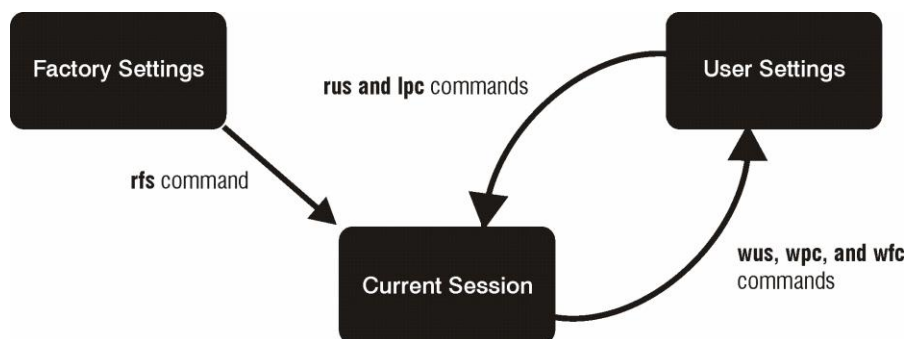 Factory Settings
User Settings
rus and lpc commands
rfs command
Current Session
wus, wpc, and wfc
commands